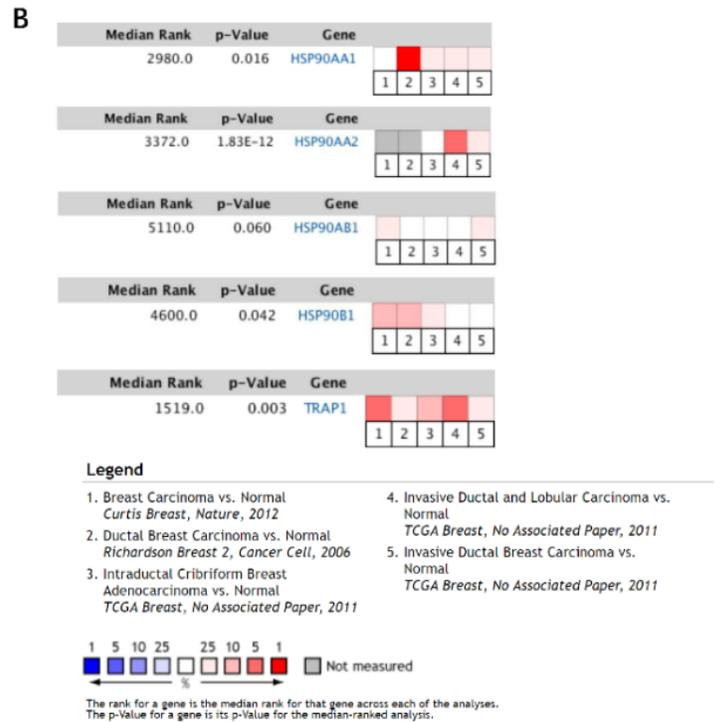 B
Median Rank p-Value Gene
2980.0 0.016 HSP90AA1
1 2 3 4 5
Median Rank p-Value Gene
3372.0 1.83E-12 HSP90AA2
1 2 3 4 5
Median Rank p-Value Gene
5110.0 0.060 HSP90AB1
1 2 3 4 5
Median Rank p-Value Gene
4600.0 0.042 HSP90B1
1 2 3 4 5
Median Rank p-Value Gene
1519.0 0.003 TRAP1
1 2 3 4 5
Legend
1. Breast Carcinoma vs. Normal
Curtis Breast, Nature, 2012
2. Ductal Breast Carcinoma vs. Normal
Richardson Breast 2, Cancer Cell, 2006
3. Intraductal Cribriform Breast
Adenocarcinoma vs. Normal
TCGA Breast, No Associated Paper, 2011
4. Invasive Ductal and Lobular Carcinoma vs.
Normal
TCGA Breast, No Associated Paper, 2011
5. Invasive Ductal Breast Carcinoma vs.
Normal
TCGA Breast, No Associated Paper, 2011
1 5 10 25 25 10 5 1
Not measured
%
The rank for a gene is the median rank for that gene across each of the analyses.
The p-Value for a gene is its p-Value for the median-ranked analysis.